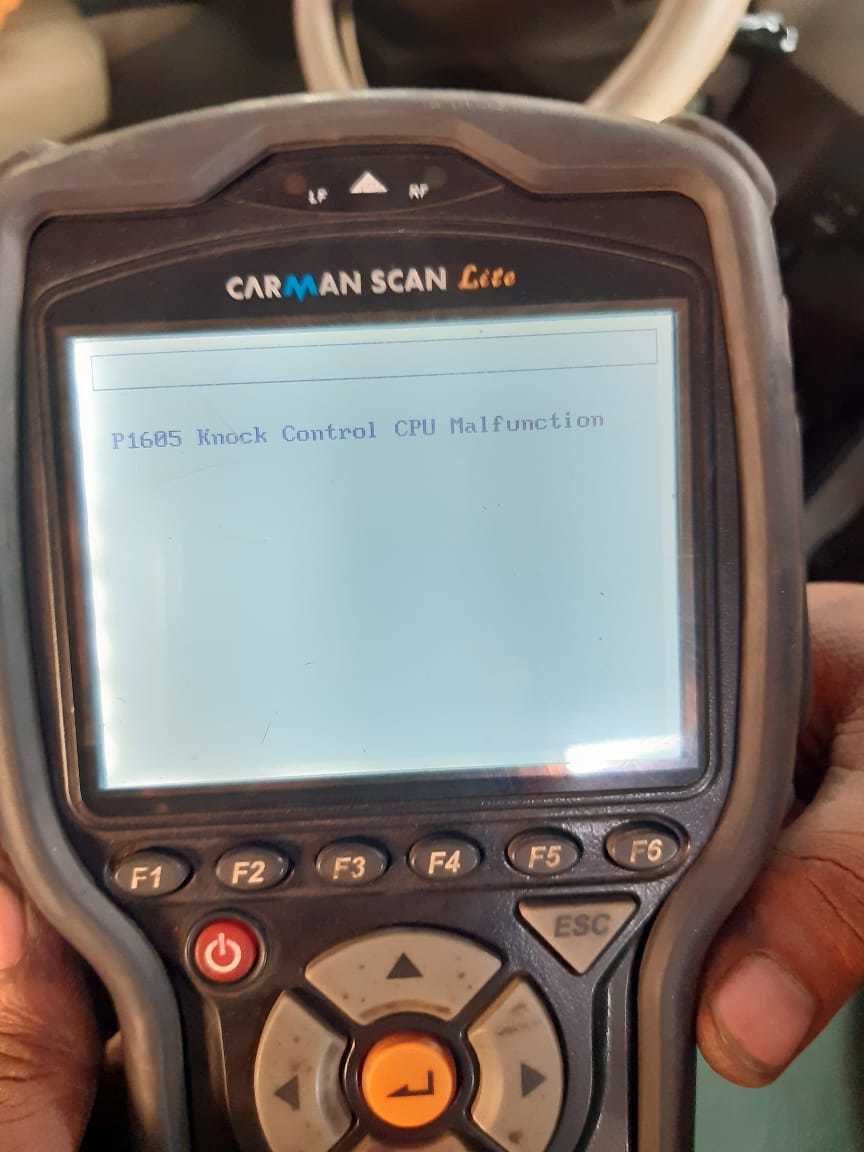 LF RF
CARMAN SCAN Lite
P1605 Knock Control CPU Malfunction
F1 F2 F3 F4 F5 F6
ESC